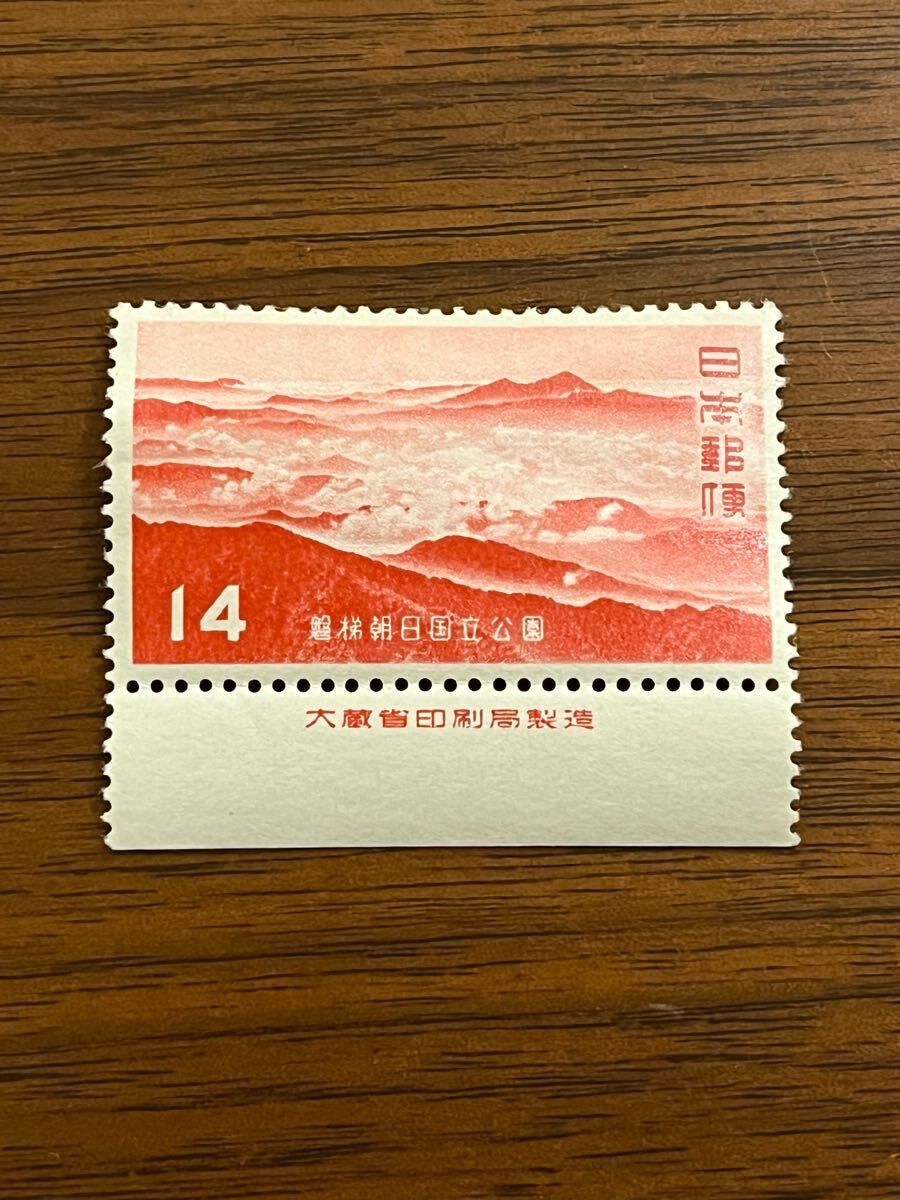 日本郵便
14
磐梯朝日国立公園
大蔵省印刷局製造